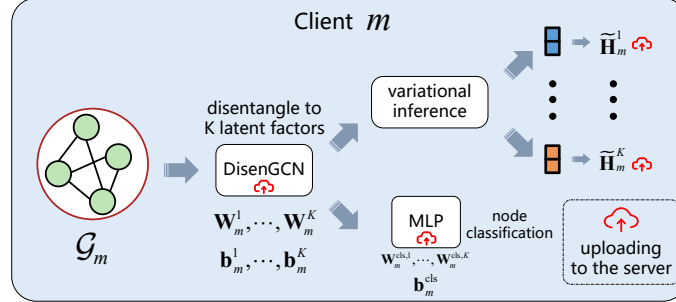 Client m
disentangle to
K latent factors
DisenGCN
W_m^1, ⋯, W_m^K
b_m^1, ⋯, b_m^K
𝒢_m
variational
inference
H̃_m^1
H̃_m^K
MLP
W_m^{cls,1}, ⋯, W_m^{cls,K}
b_m^{cls}
node
classification
uploading
to the server